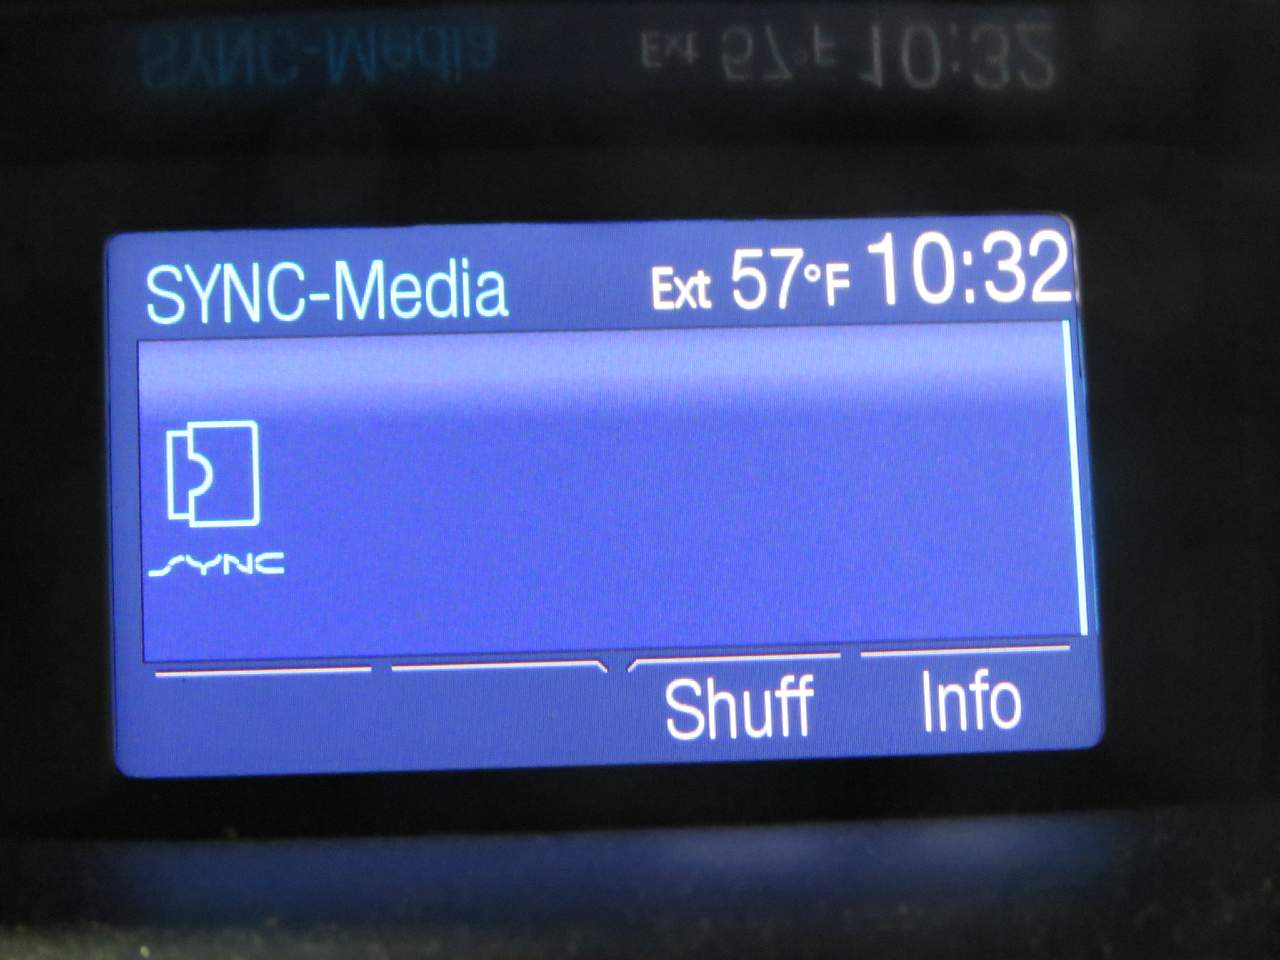 SYNC-Media Ext 57°F 10:32
SYNC
Shuff Info